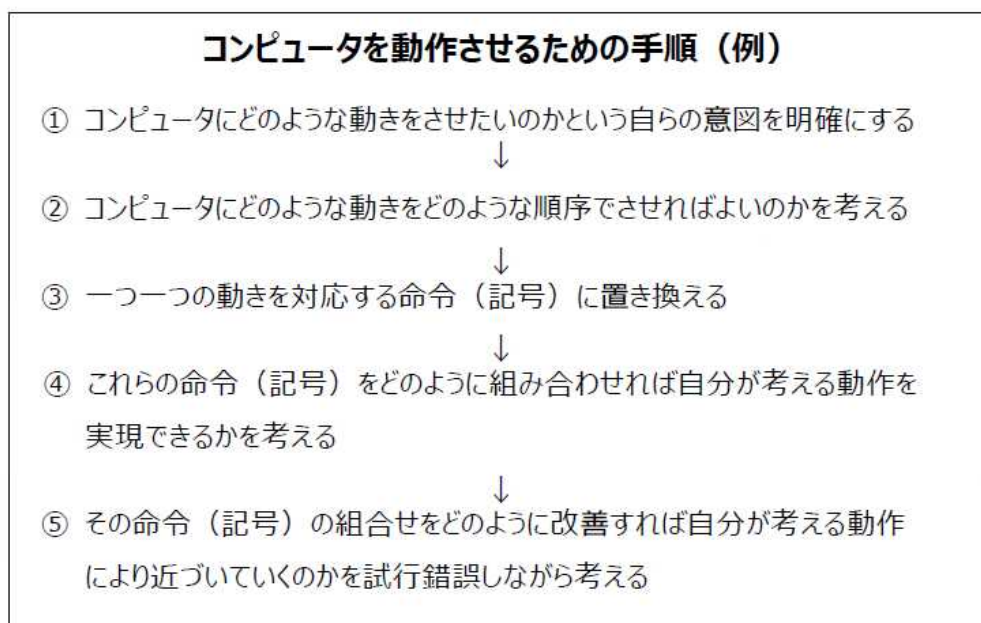 コンピュータを動作させるための手順（例）
① コンピュータにどのような動きをさせたいのかという自らの意図を明確にする
↓
② コンピュータにどのような動きをどのような順序でさせればよいのかを考える
↓
③ 一つ一つの動きを対応する命令（記号）に置き換える
↓
④ これらの命令（記号）をどのように組み合わせれば自分が考える動作を
実現できるかを考える
↓
⑤ その命令（記号）の組合せをどのように改善すれば自分が考える動作
により近づいていくのかを試行錯誤しながら考える